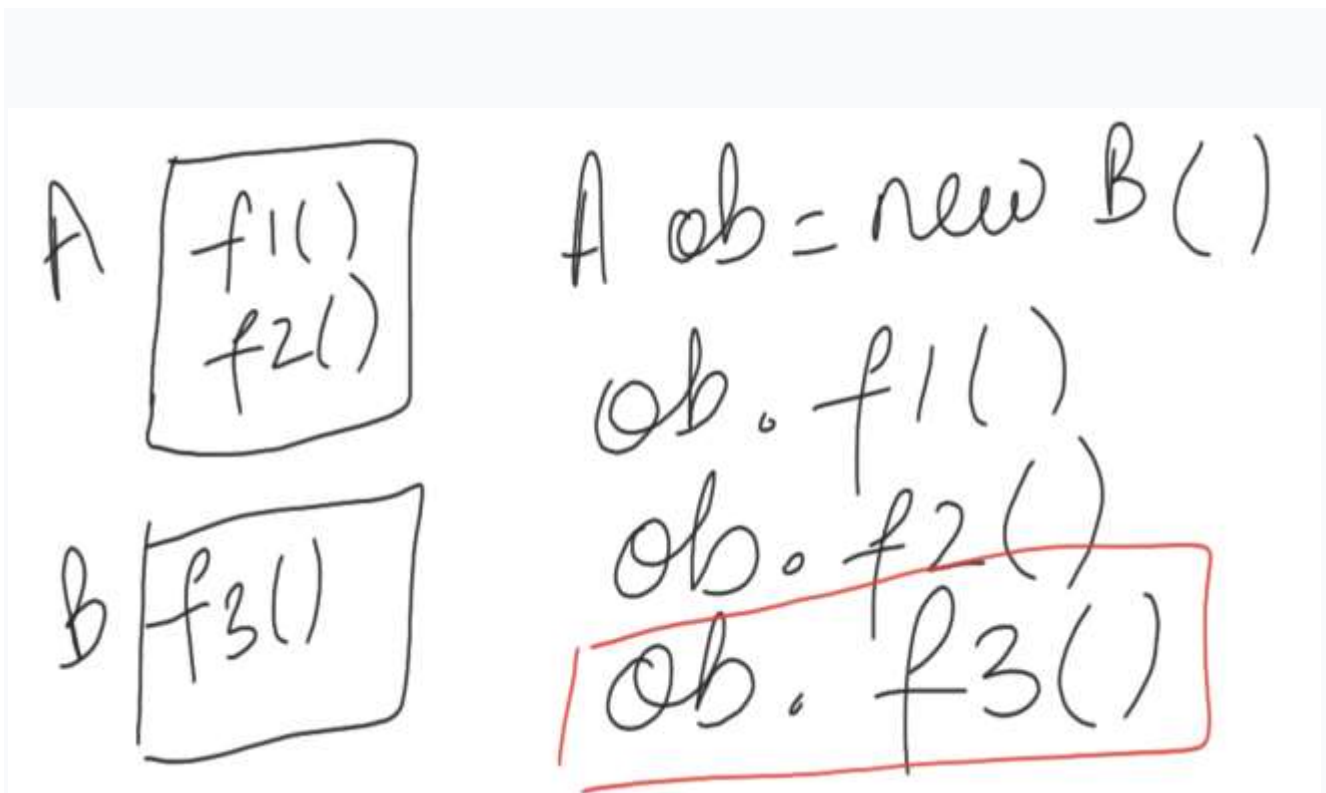 A
f1()
f2()
B
f3()
A ob = new B()
ob. f1()
ob. f2()
ob. f3()